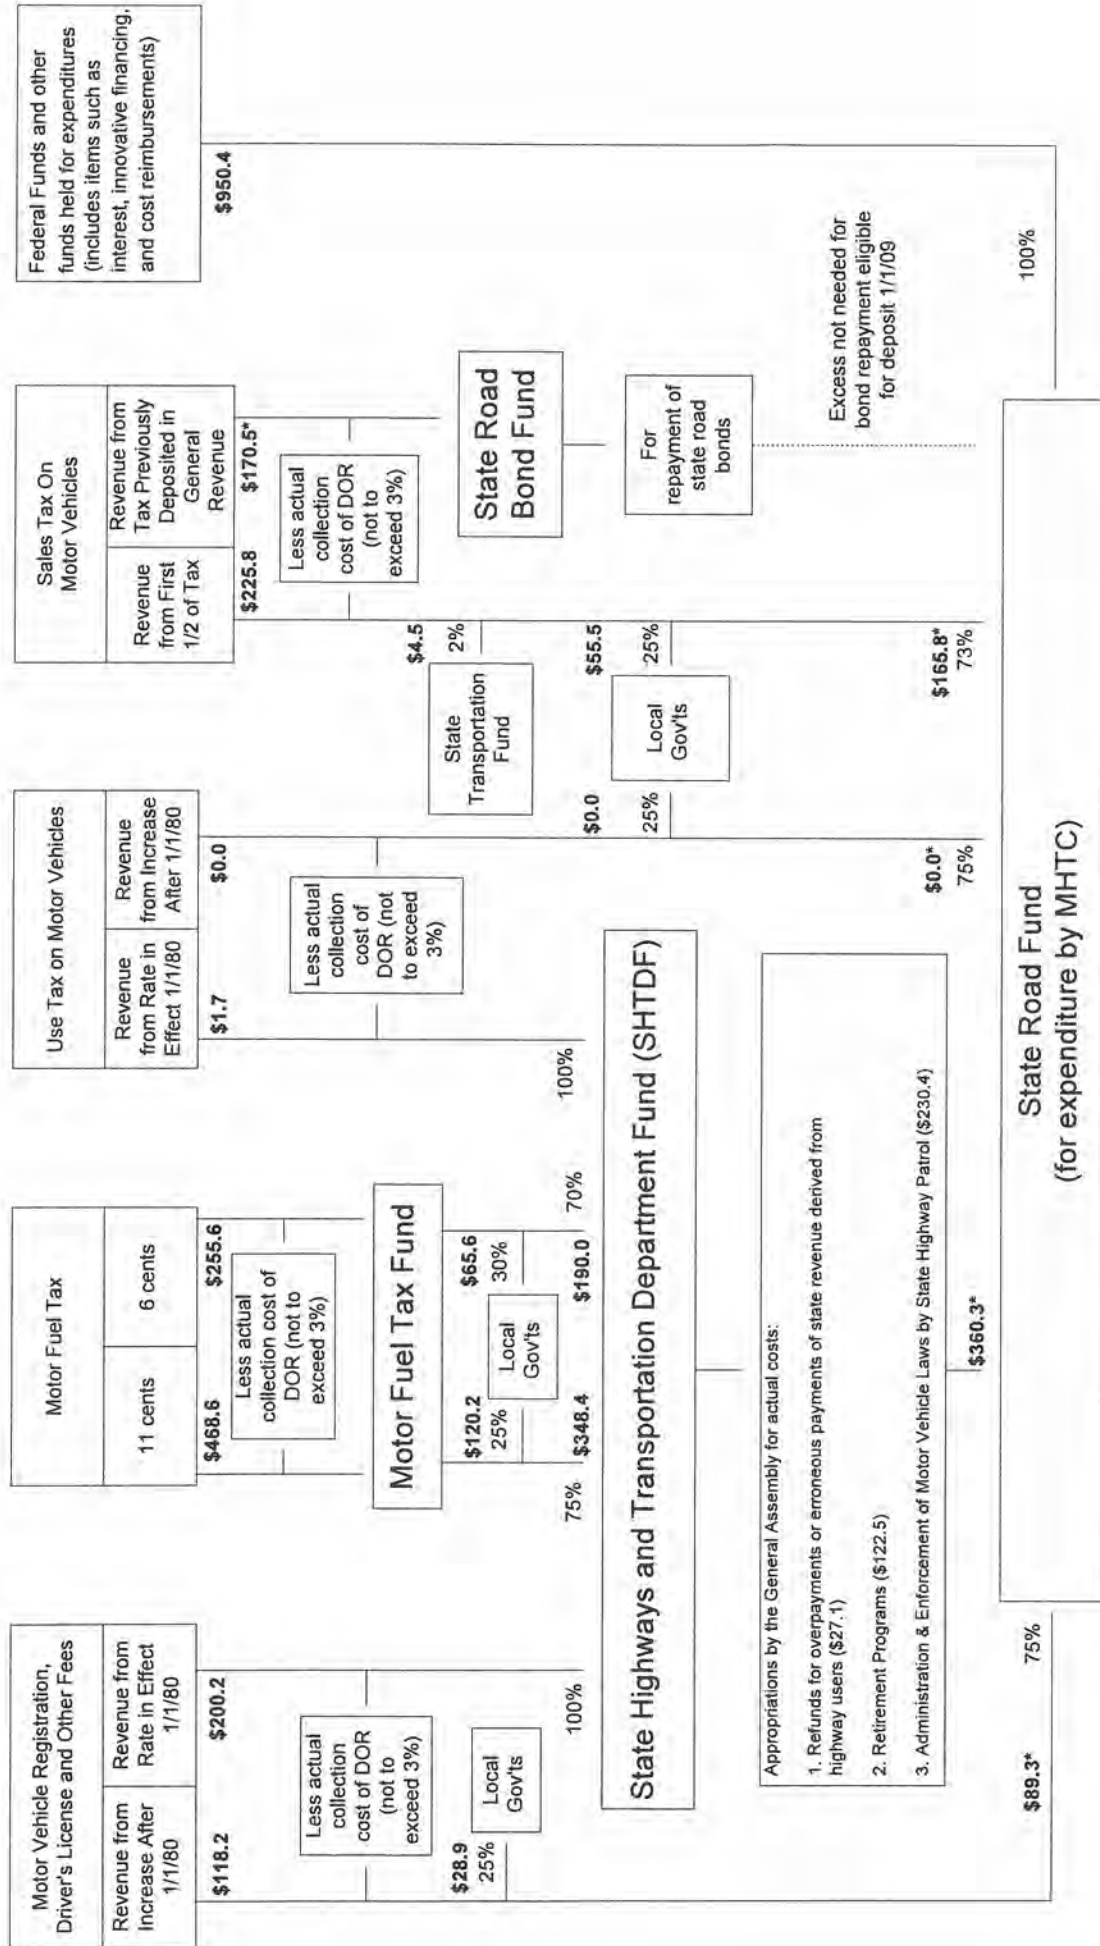 Motor Vehicle Registration,
Driver's License and Other Fees
Revenue from
Increase After
1/1/80
Revenue from
Rate in Effect
1/1/80
$118.2
$200.2
Less actual
collection
cost of DOR
(not to
exceed 3%)
$28.9
25%
Local
Gov'ts
100%
Motor Fuel Tax
11 cents
6 cents
$468.6
$255.6
Less actual
collection cost of
DOR (not to
exceed 3%)
Motor Fuel Tax Fund
$120.2
25%
Local
Gov'ts
$65.6
30%
75%
$348.4
$190.0
70%
Use Tax on Motor Vehicles
Revenue
from Rate in
Effect 1/1/80
Revenue
from Increase
After 1/1/80
$1.7
$0.0
Less actual
collection
cost of
DOR (not
to exceed
3%)
100%
$0.0
25%
Local
Gov'ts
$0.0*
75%
Sales Tax On
Motor Vehicles
Revenue
from First
1/2 of Tax
Revenue from
Tax Previously
Deposited in
General
Revenue
$225.8
$170.5*
Less actual
collection
cost of DOR
(not to
exceed 3%)
State
Transportation
Fund
$4.5
2%
$55.5
25%
$165.8*
73%
State Road
Bond Fund
For
repayment of
state road
bonds
Excess not needed for
bond repayment eligible
for deposit 1/1/09
Federal Funds and other
funds held for expenditures
(includes items such as
interest, innovative financing,
and cost reimbursements)
$950.4
100%
State Highways and Transportation Department Fund (SHTDF)
Appropriations by the General Assembly for actual costs:
1. Refunds for overpayments or erroneous payments of state revenue derived from
highway users ($27.1)
2. Retirement Programs ($122.5)
3. Administration & Enforcement of Motor Vehicle Laws by State Highway Patrol ($230.4)
$360.3*
$89.3*
75%
State Road Fund
(for expenditure by MHTC)